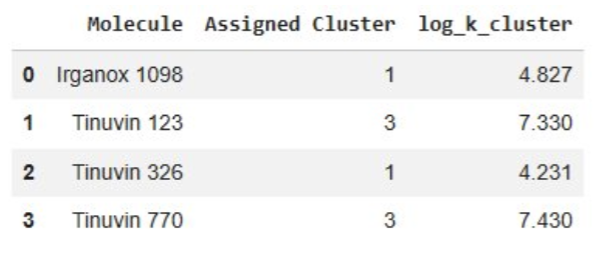 Molecule Assigned Cluster log_k_cluster
0 Irganox 1098 1 4.827
1 Tinuvin 123 3 7.330
2 Tinuvin 326 1 4.231
3 Tinuvin 770 3 7.430